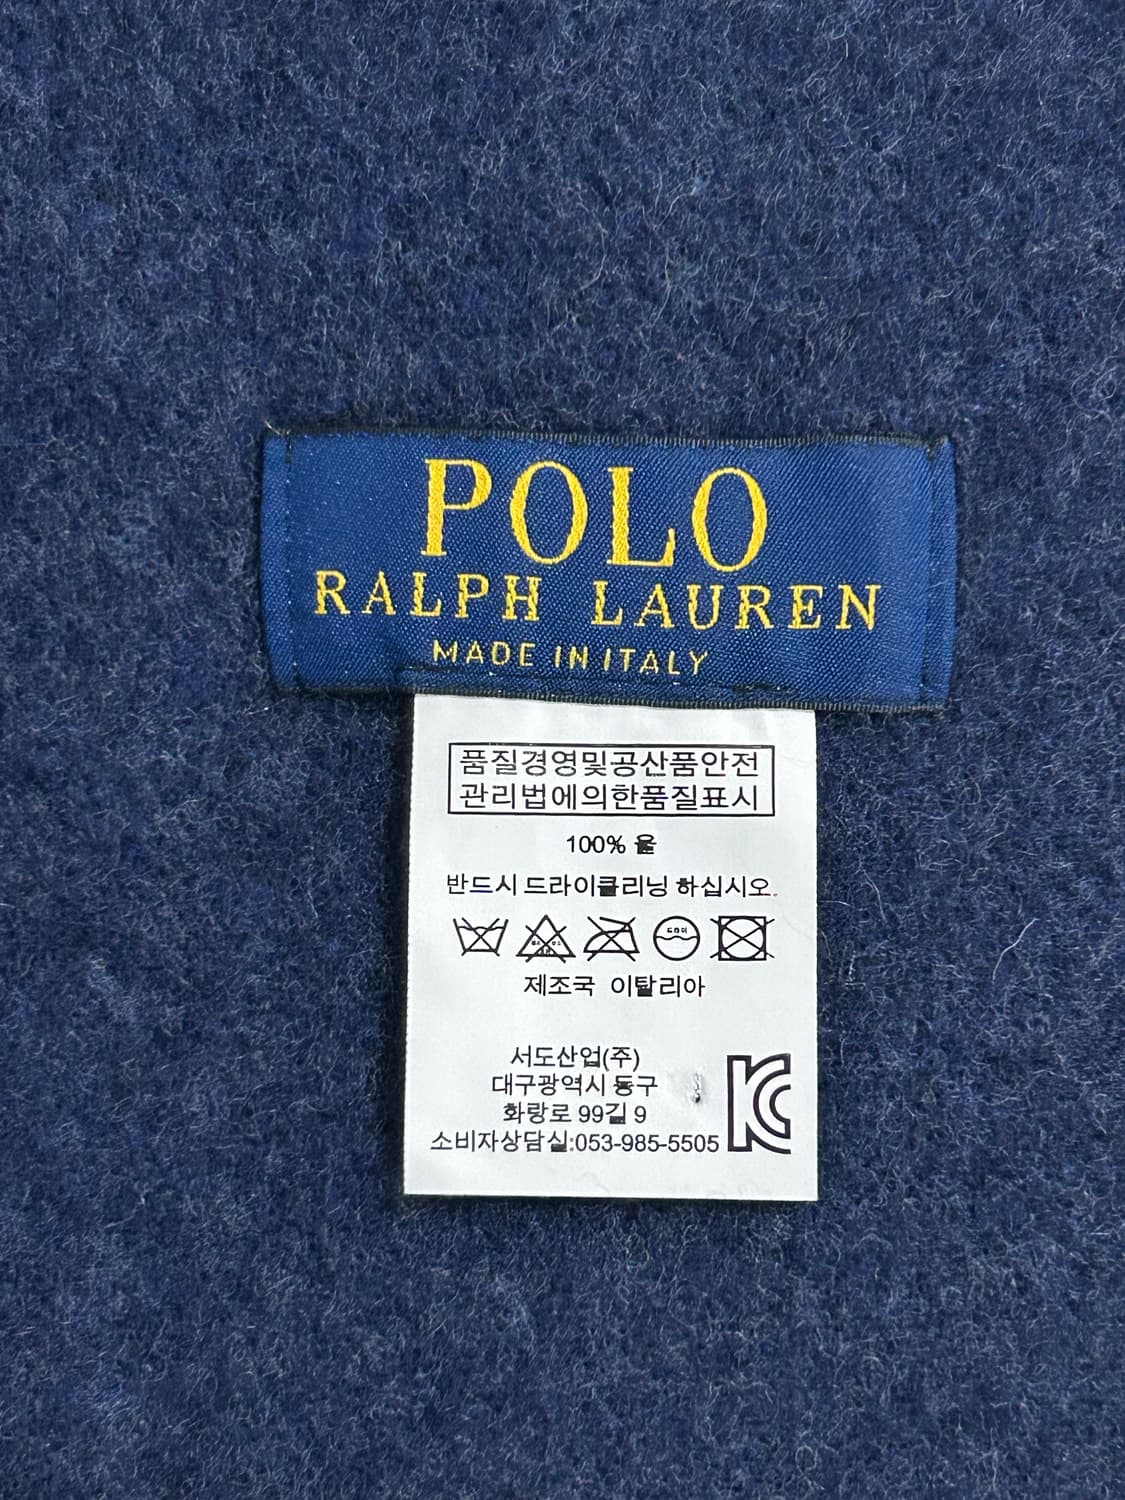 POLO
RALPH LAUREN
MADE IN ITALY
품질경영및공산품안전
관리법에의한품질표시
100% 울
반드시 드라이클리닝 하십시오.
드라이
제조국 이탈리아
서도산업(주)
대구광역시 동구
화랑로 99길 9
소비자상담실:053-985-5505